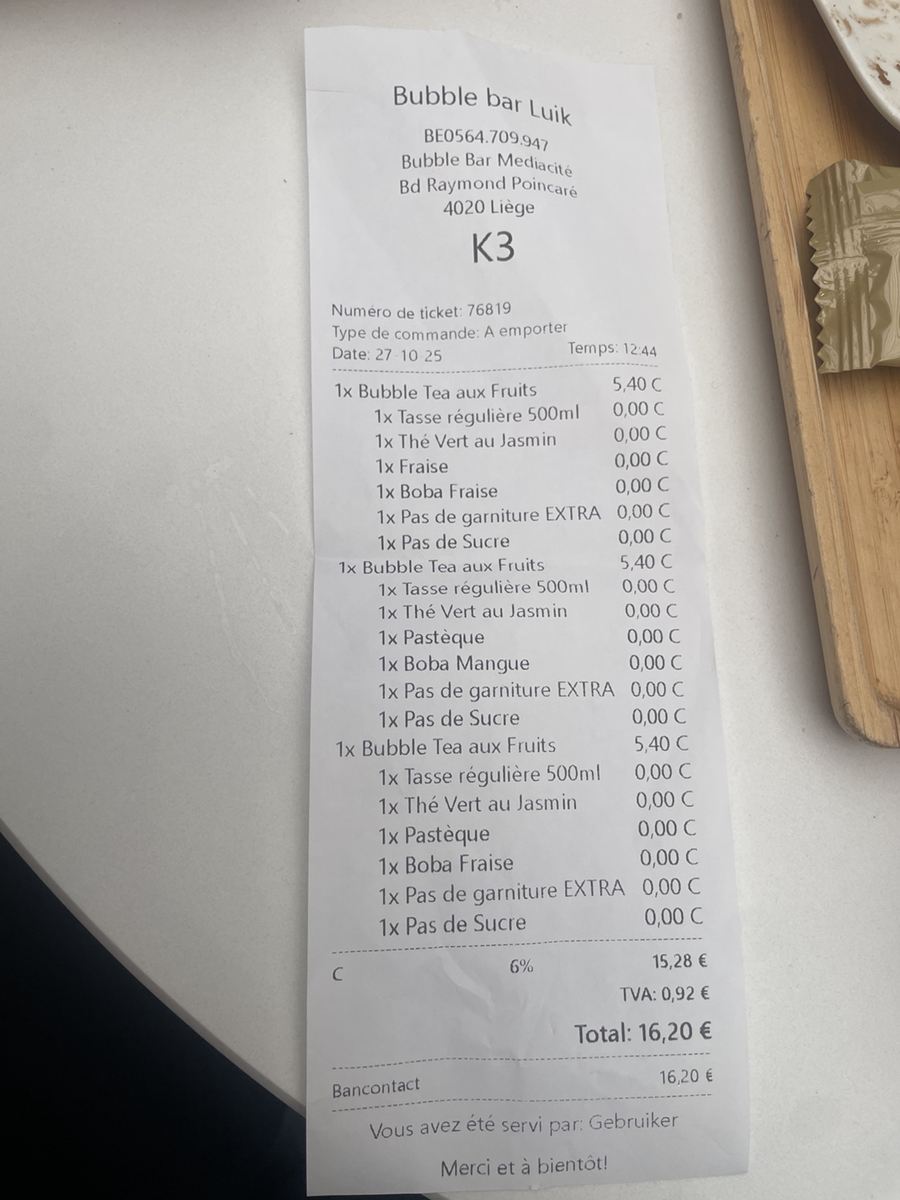 Bubble bar Luik
BE0564.709.947
Bubble Bar Mediacité
Bd Raymond Poincaré
4020 Liège
K3
Numéro de ticket: 76819
Type de commande: A emporter
Date: 27-10-25 Temps: 12:44
1x Bubble Tea aux Fruits 5,40 C
1x Tasse régulière 500ml 0,00 C
1x Thé Vert au Jasmin 0,00 C
1x Fraise 0,00 C
1x Boba Fraise 0,00 C
1x Pas de garniture EXTRA 0,00 C
1x Pas de Sucre 0,00 C
1x Bubble Tea aux Fruits 5,40 C
1x Tasse régulière 500ml 0,00 C
1x Thé Vert au Jasmin 0,00 C
1x Pastèque 0,00 C
1x Boba Mangue 0,00 C
1x Pas de garniture EXTRA 0,00 C
1x Pas de Sucre 0,00 C
1x Bubble Tea aux Fruits 5,40 C
1x Tasse régulière 500ml 0,00 C
1x Thé Vert au Jasmin 0,00 C
1x Pastèque 0,00 C
1x Boba Fraise 0,00 C
1x Pas de garniture EXTRA 0,00 C
1x Pas de Sucre 0,00 C
C 6% 15,28 €
TVA: 0,92 €
Total: 16,20 €
Bancontact 16,20 €
Vous avez été servi par: Gebruiker
Merci et à bientôt!